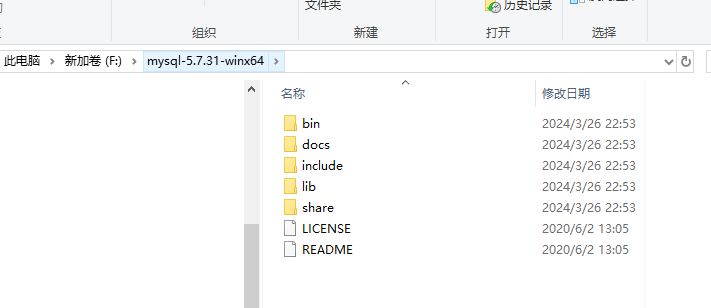 文件夹
历史记录
组织
新建
打开
选择
此电脑 > 新加卷 (F:) > mysql-5.7.31-winx64 >
名称 修改日期
bin 2024/3/26 22:53
docs 2024/3/26 22:53
include 2024/3/26 22:53
lib 2024/3/26 22:53
share 2024/3/26 22:53
LICENSE 2020/6/2 13:05
README 2020/6/2 13:05